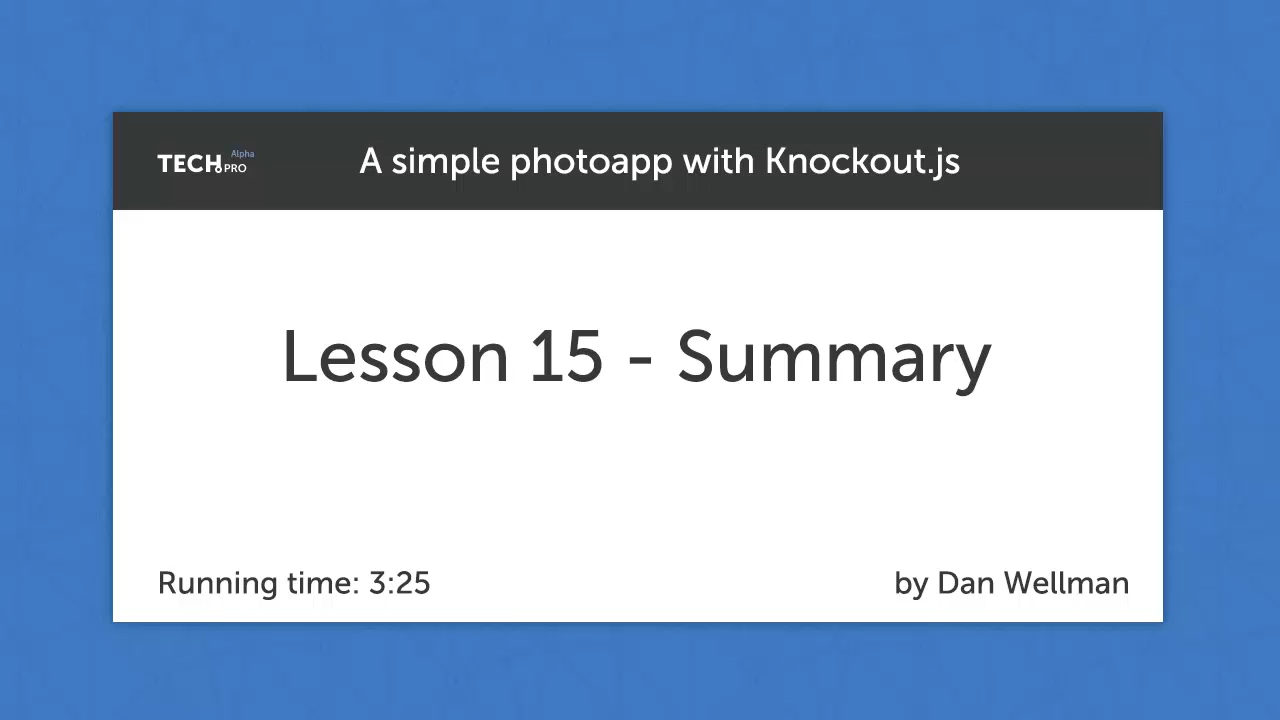 TECH.PRO Alpha
A simple photoapp with Knockout.js
Lesson 15 - Summary
Running time: 3:25
by Dan Wellman